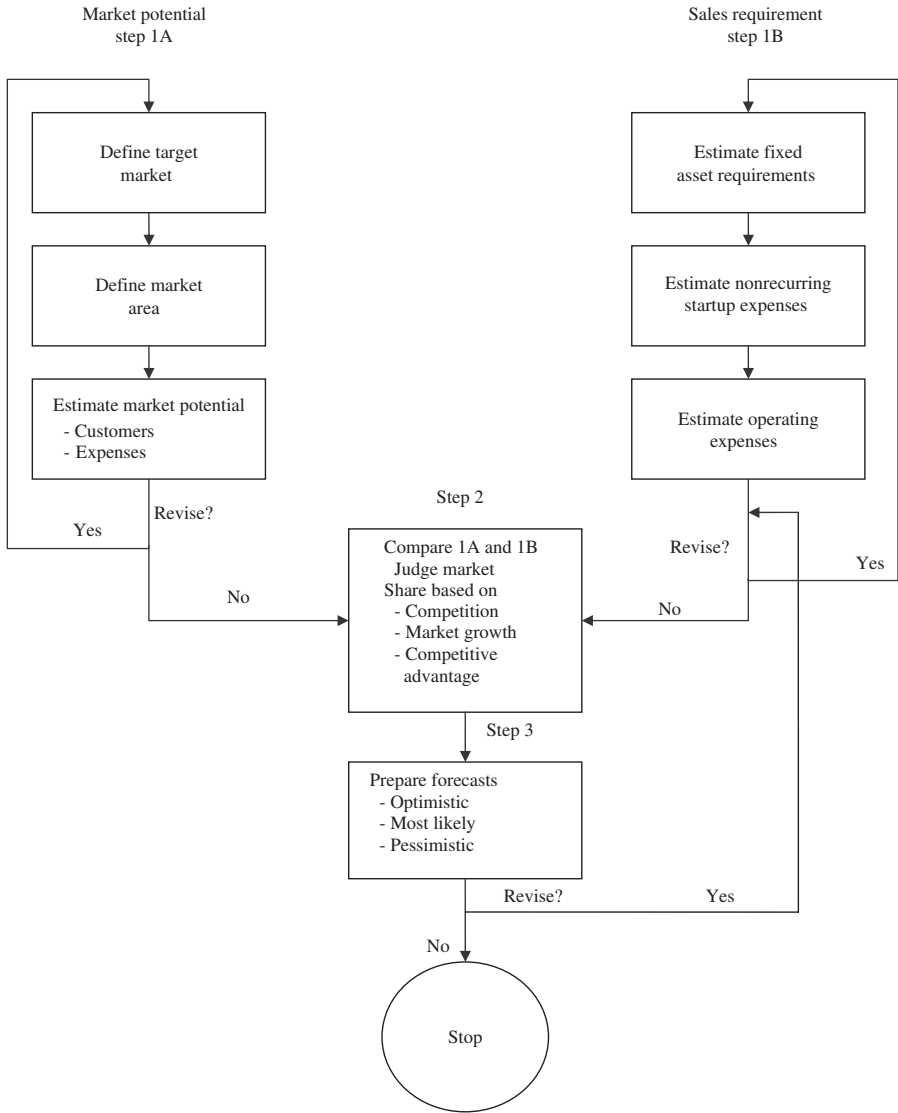 Market potential
step 1A
Sales requirement
step 1B
Define target
market
Define market
area
Estimate market potential
- Customers
- Expenses
Revise?
Yes
No
Estimate fixed
asset requirements
Estimate nonrecurring
startup expenses
Estimate operating
expenses
Revise?
Yes
No
Step 2
Compare 1A and 1B
Judge market
Share based on
- Competition
- Market growth
- Competitive
advantage
Step 3
Prepare forecasts
- Optimistic
- Most likely
- Pessimistic
Revise?
Yes
No
Stop